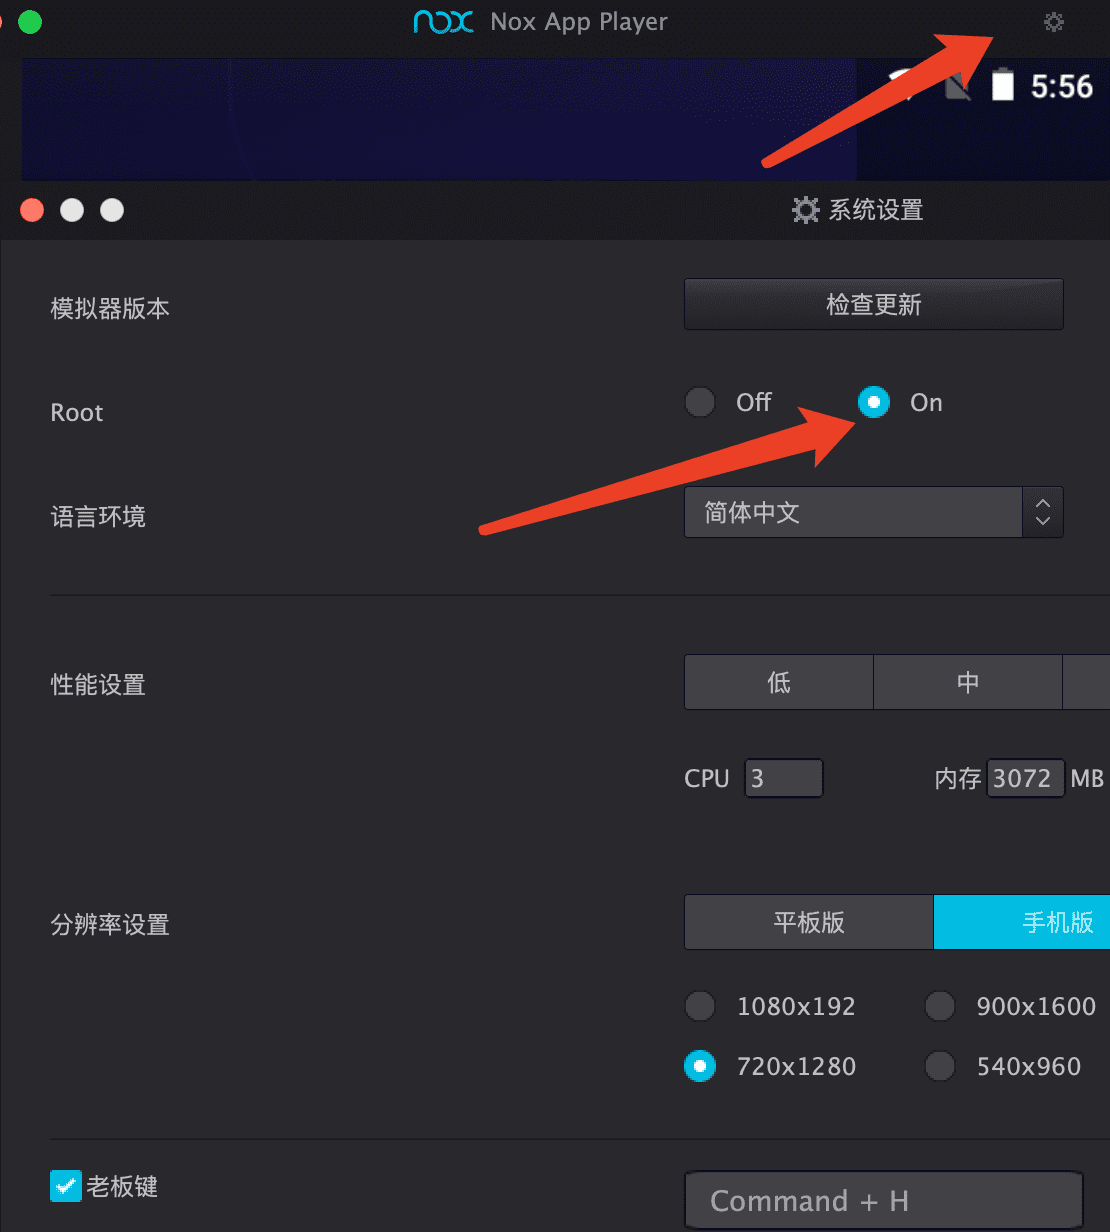 nox Nox App Player
5:56
系统设置
模拟器版本 检查更新
Root Off On
语言环境 简体中文
性能设置 低 中
CPU 3 内存 3072 MB
分辨率设置 平板版 手机版
1080x192 900x1600
720x1280 540x960
老板键 Command + H